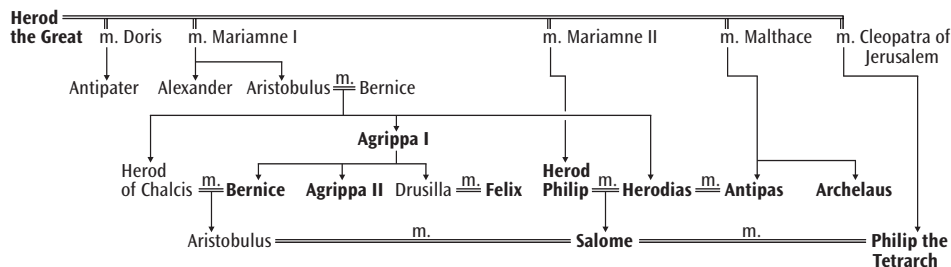 Herod
the Great m. Doris m. Mariamne I m. Mariamne II m. Malthace m. Cleopatra of
Jerusalem
Antipater Alexander Aristobulus m. Bernice
Agrippa I
Herod
of Chalcis m. Bernice Agrippa II Drusilla m. Felix Herod
Philip m. Herodias m. Antipas Archelaus
Aristobulus m. Salome m. Philip the
Tetrarch